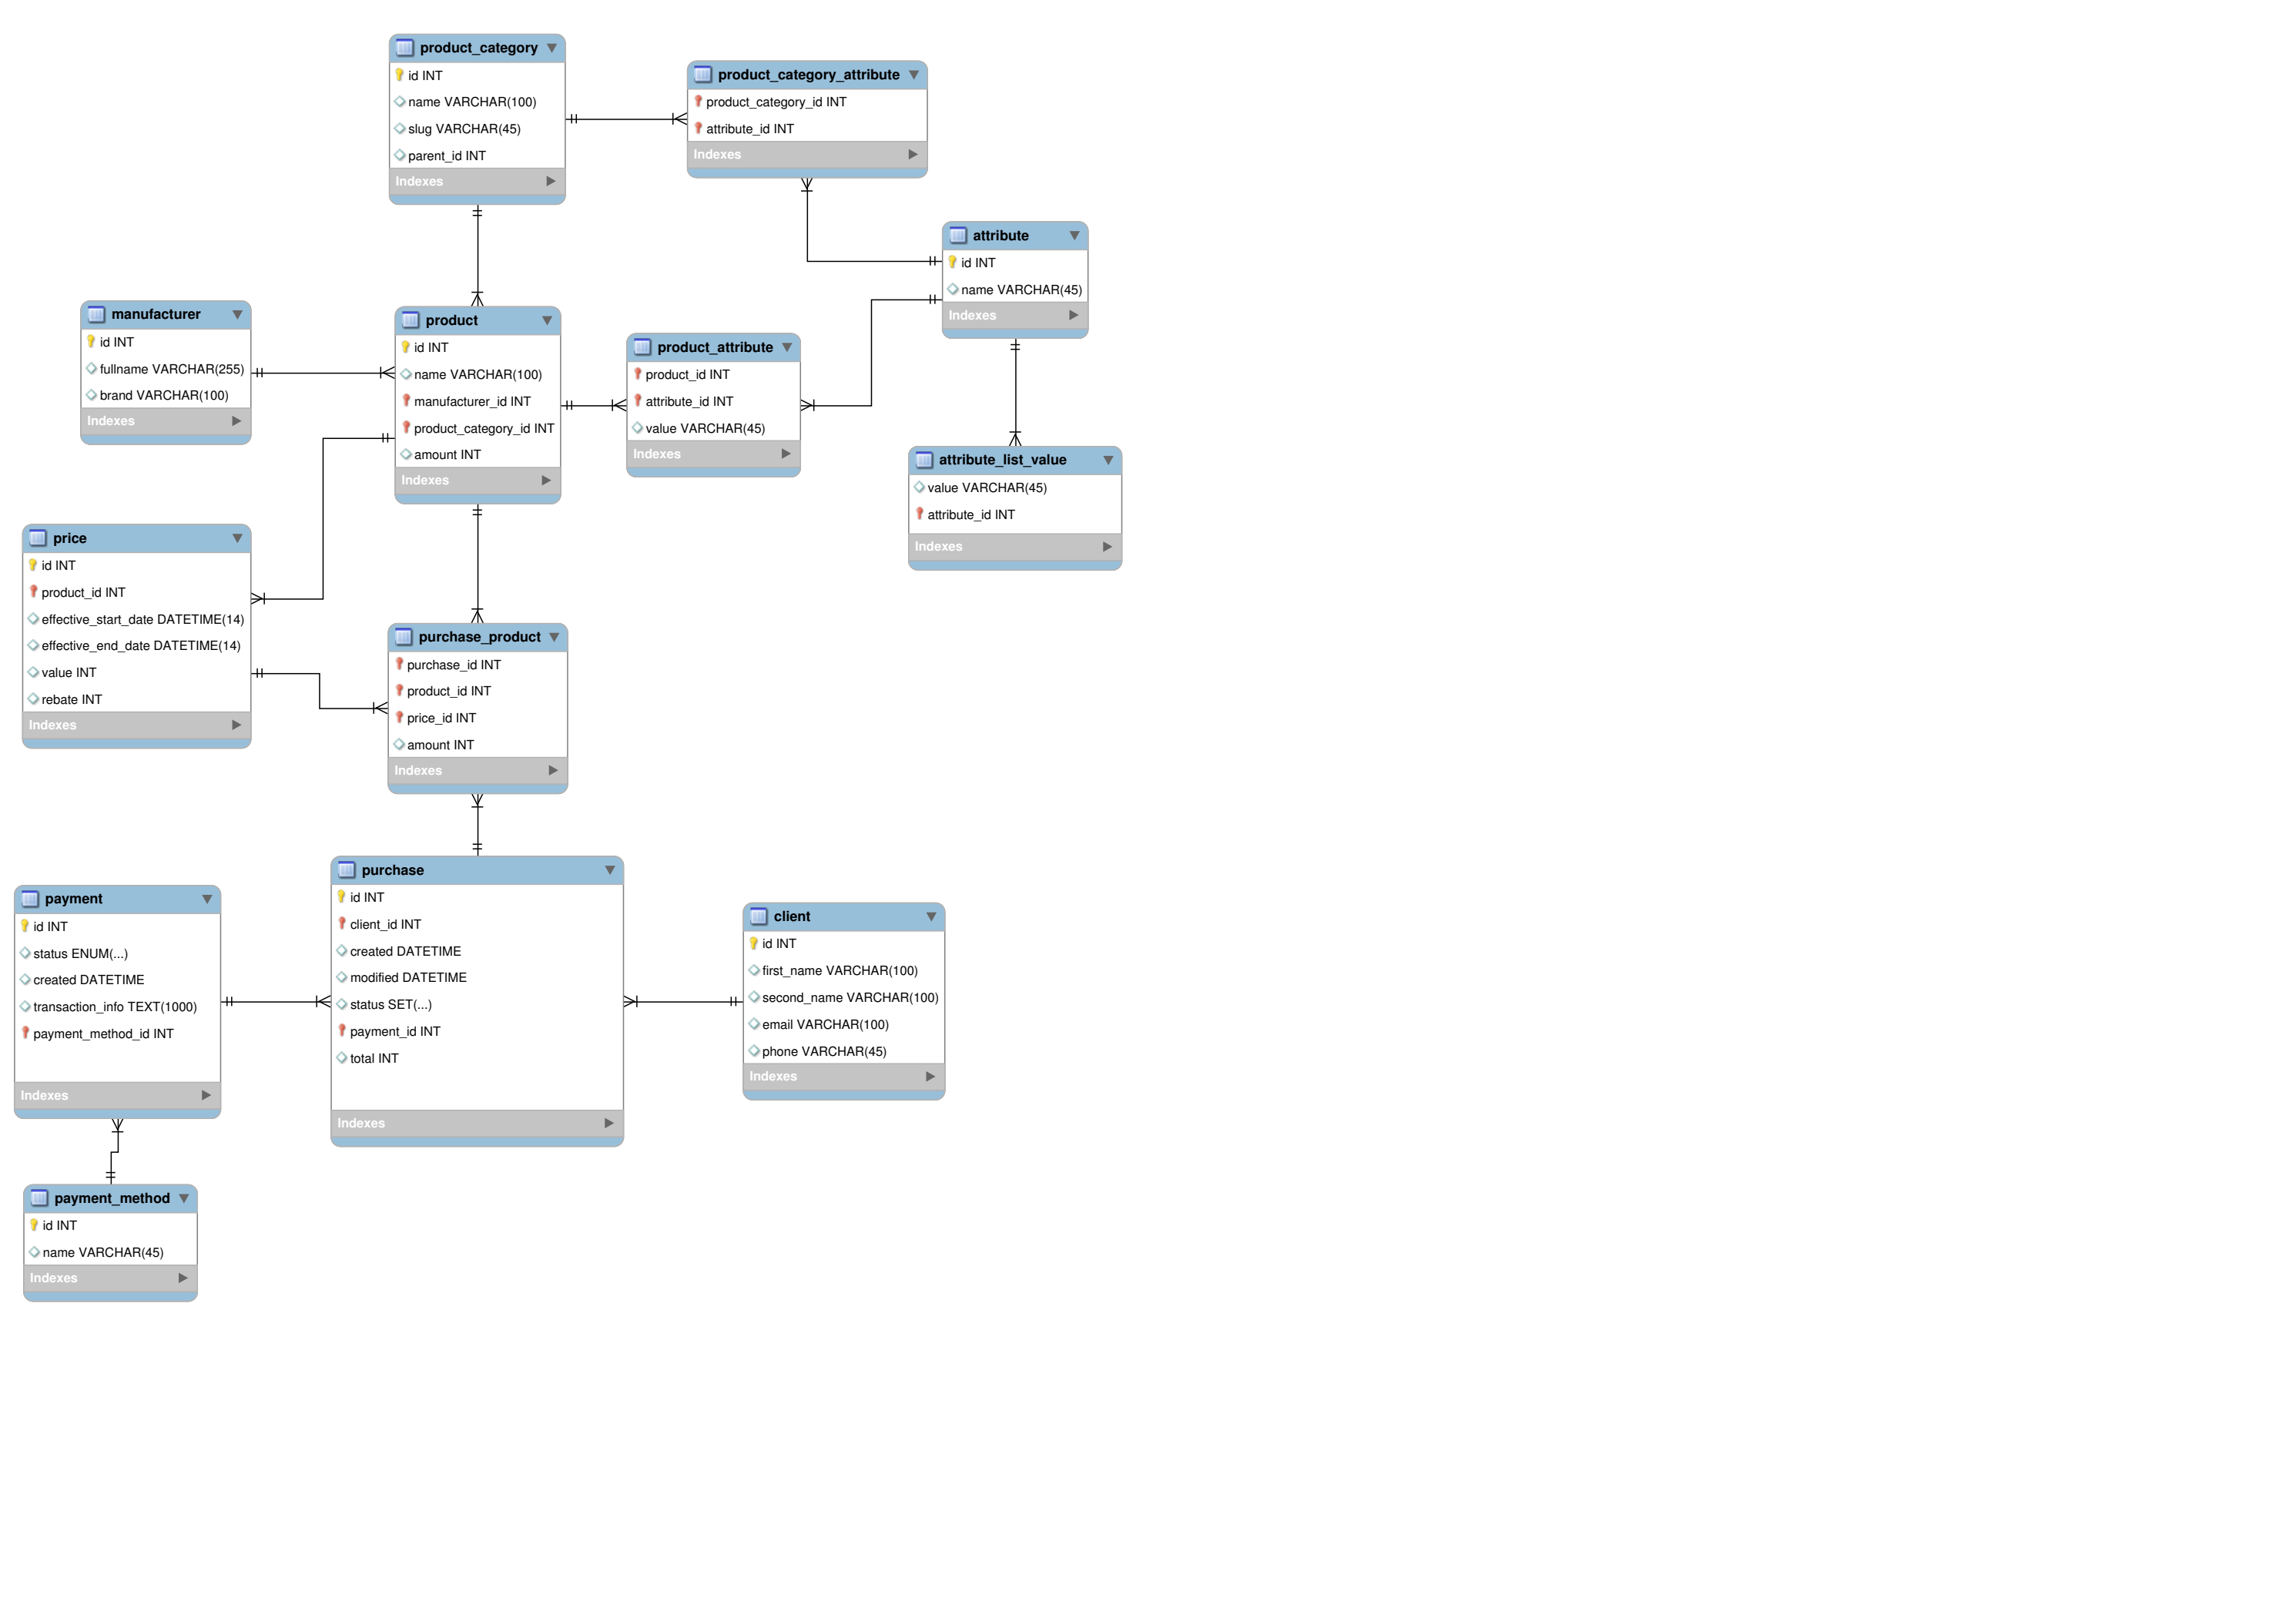 product_category
id INT
name VARCHAR(100)
slug VARCHAR(45)
parent_id INT
Indexes
product_category_attribute
product_category_id INT
attribute_id INT
Indexes
attribute
id INT
name VARCHAR(45)
Indexes
manufacturer
id INT
fullname VARCHAR(255)
brand VARCHAR(100)
Indexes
product
id INT
name VARCHAR(100)
manufacturer_id INT
product_category_id INT
amount INT
Indexes
product_attribute
product_id INT
attribute_id INT
value VARCHAR(45)
Indexes
attribute_list_value
value VARCHAR(45)
attribute_id INT
Indexes
price
id INT
product_id INT
effective_start_date DATETIME(14)
effective_end_date DATETIME(14)
value INT
rebate INT
Indexes
purchase_product
purchase_id INT
product_id INT
price_id INT
amount INT
Indexes
payment
id INT
status ENUM(...)
created DATETIME
transaction_info TEXT(1000)
payment_method_id INT
Indexes
purchase
id INT
client_id INT
created DATETIME
modified DATETIME
status SET(...)
payment_id INT
total INT
Indexes
client
id INT
first_name VARCHAR(100)
second_name VARCHAR(100)
email VARCHAR(100)
phone VARCHAR(45)
Indexes
payment_method
id INT
name VARCHAR(45)
Indexes